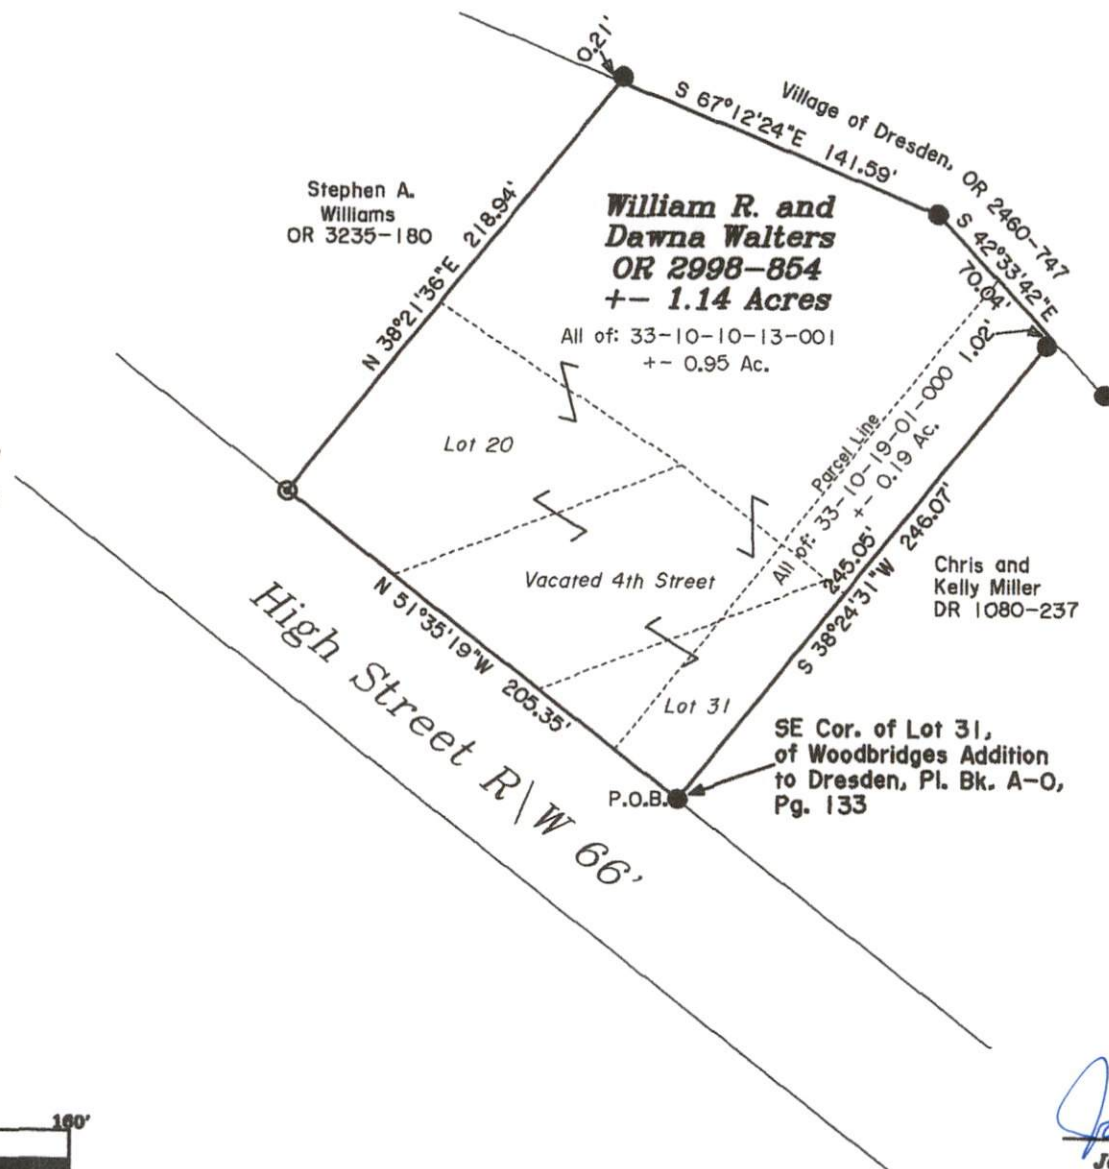 0.21'
S 67°12'24"E 141.59'
Village of Dresden, OR 2460-747
S 42°33'42"E
70.04'
1.02'
Stephen A.
Williams
OR 3235-180
N 38°21'36"E 218.94'
William R. and
Dawna Walters
OR 2998-854
+- 1.14 Acres
All of: 33-10-10-13-001
+- 0.95 Ac.
Parcel Line
All of: 33-10-19-01-000
+- 0.19 Ac.
Lot 20
Vacated 4th Street
245.05'
S 38°24'31"W 246.07'
Chris and
Kelly Miller
DR 1080-237
N 51°35'19"W 205.35'
Lot 31
High Street R\W 66'
P.O.B.
SE Cor. of Lot 31,
of Woodbridges Addition
to Dresden, Pl. Bk. A-O,
Pg. 133
160'